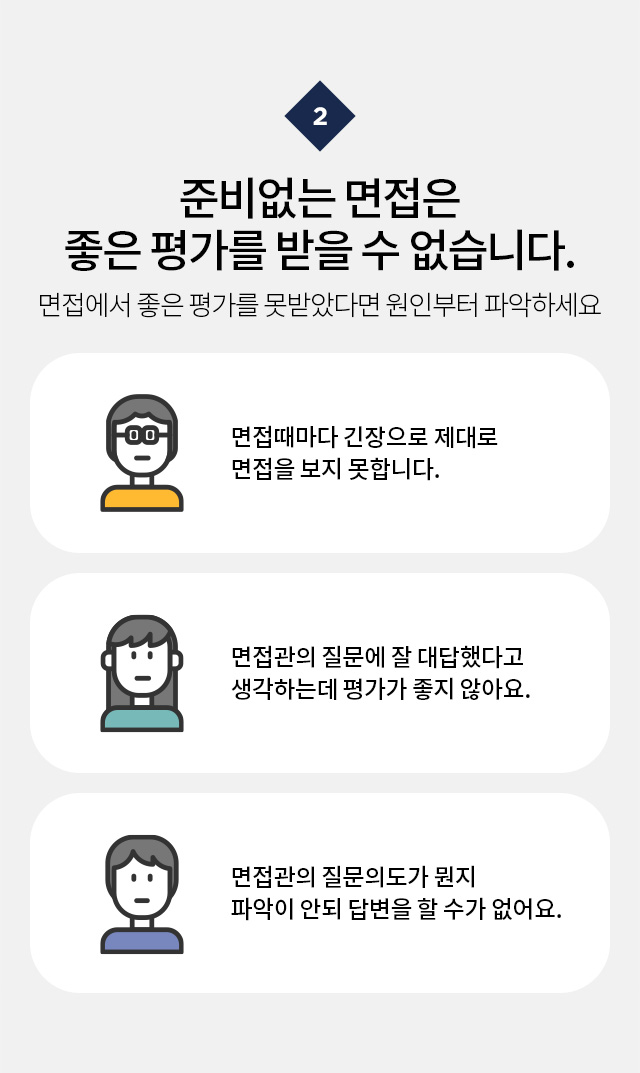 2
준비없는 면접은
좋은 평가를 받을 수 없습니다.
면접에서 좋은 평가를 못받았다면 원인부터 파악하세요
면접때마다 긴장으로 제대로
면접을 보지 못합니다.
면접관의 질문에 잘 대답했다고
생각하는데 평가가 좋지 않아요.
면접관의 질문의도가 뭔지
파악이 안되 답변을 할 수가 없어요.